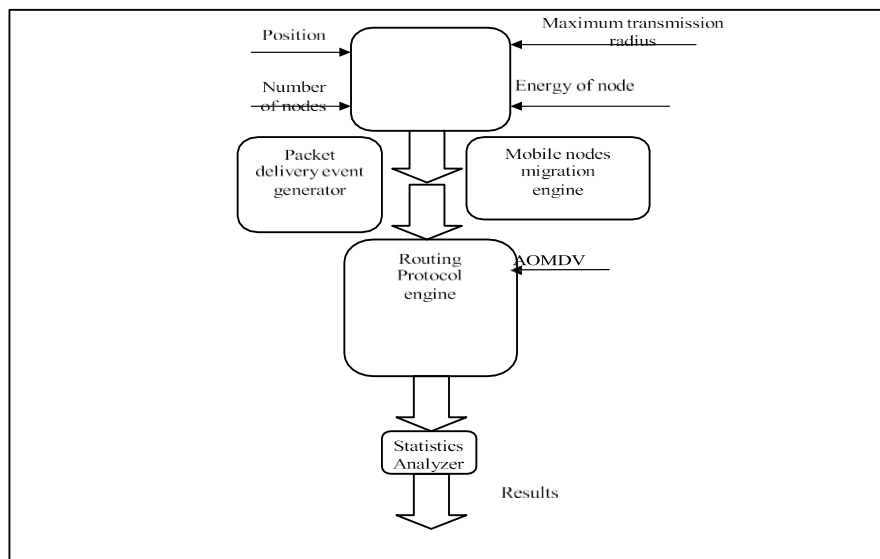 Position
Maximum transmission
radius
Number
of nodes
Energy of node
Packet
delivery event
generator
Mobile nodes
migration
engine
Routing
Protocol
engine
AOMDV
Statistics
Analyzer
Results